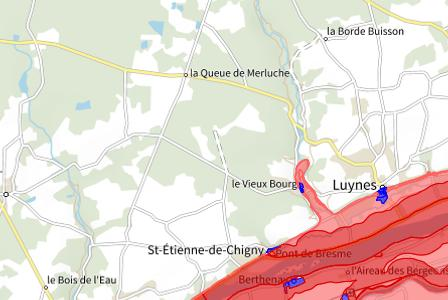 la Borde Buisson
la Queue de Merluche
le Vieux Bourg
Luynes
St-Étienne-de-Chigny
Pont de Bresme
l'Aireau des Berges
le Bois de l'Eau
Berthenay